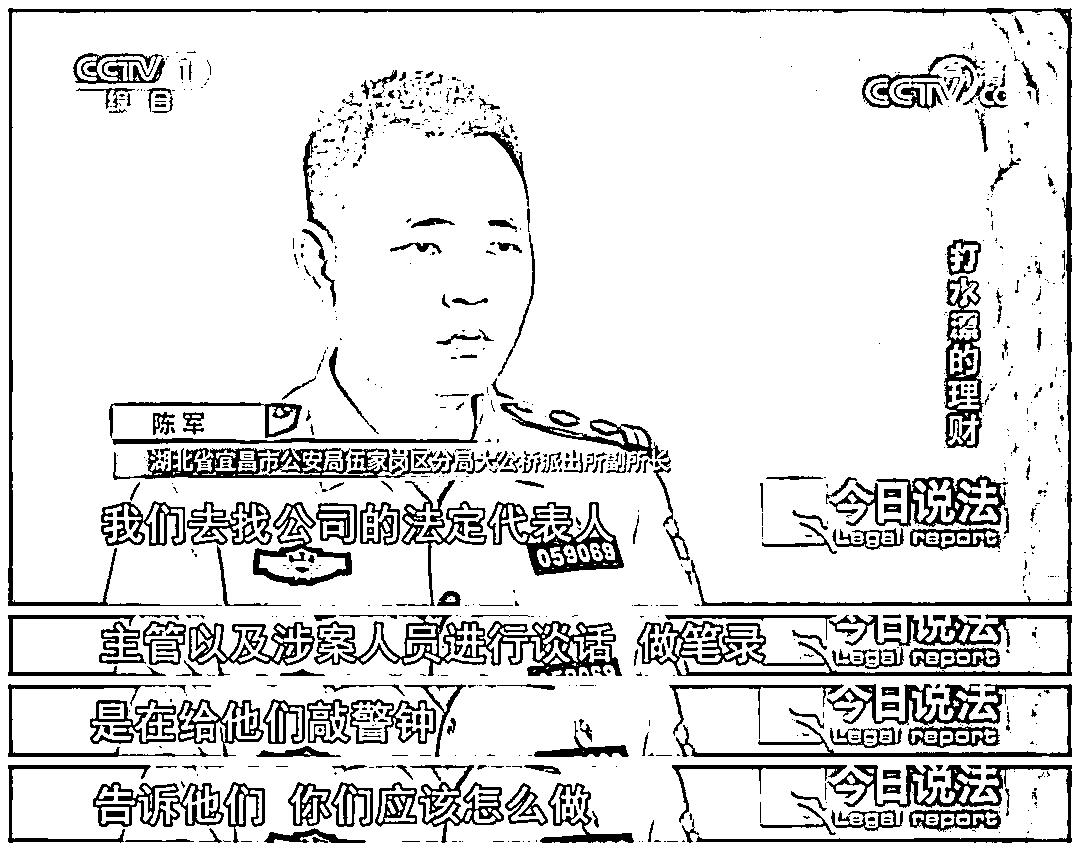 CCTV 1
综合
CCTV.co
打水漂的理财
陈军
湖北省宜昌市公安局伍家岗区分局大公桥派出所副所长
我们去找公司的法定代表人
059069
今日说法
Legal report
主管以及涉案人员进行谈话 做笔录
今日说法
Legal report
是在给他们敲警钟
今日说法
Legal report
告诉他们 你们应该怎么做
今日说法
Legal report